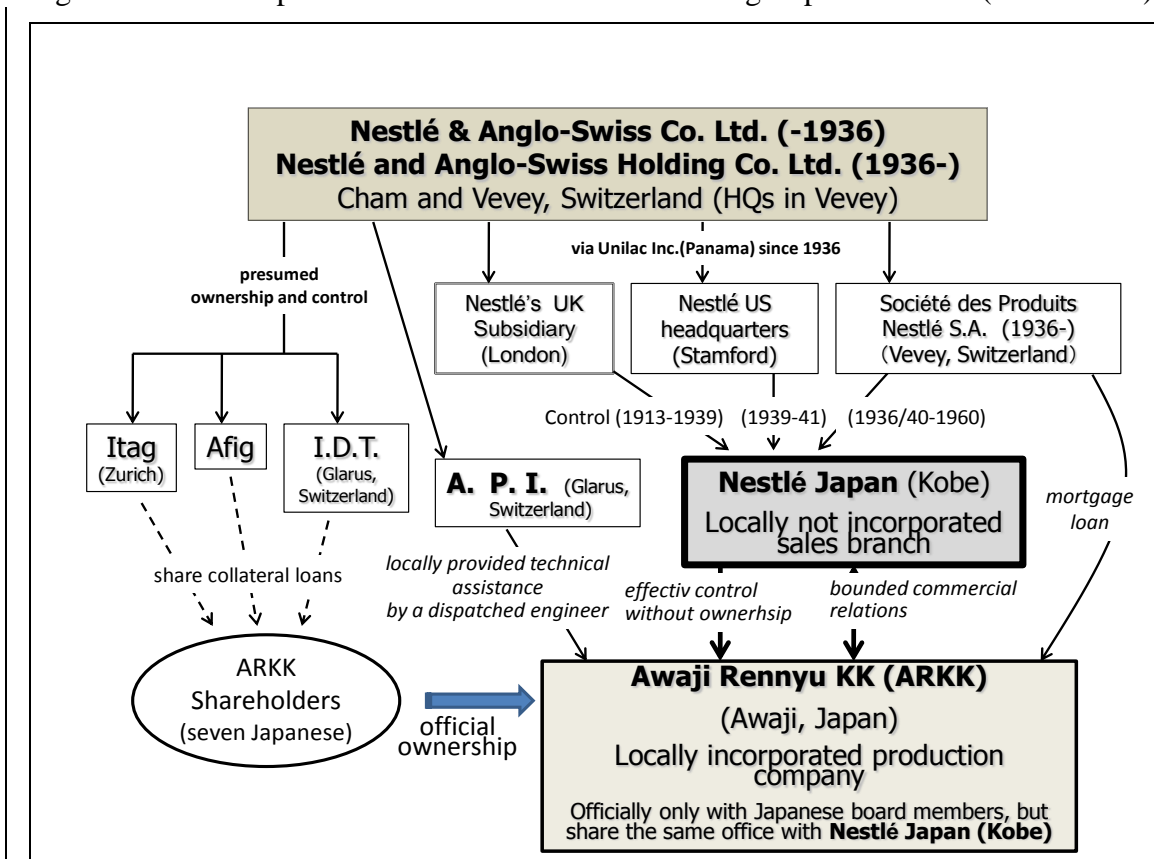 Nestlé & Anglo-Swiss Co. Ltd. (-1936)
Nestlé and Anglo-Swiss Holding Co. Ltd. (1936-)
Cham and Vevey, Switzerland (HQs in Vevey)
presumed
ownership and control
via Unilac Inc.(Panama) since 1936
Nestlé's UK
Subsidiary
(London)
Nestlé US
headquarters
(Stamford)
Société des Produits
Nestlé S.A. (1936-)
(Vevey, Switzerland)
Control (1913-1939) (1939-41) (1936/40-1960)
Itag
(Zurich)
Afig
I.D.T.
(Glarus,
Switzerland)
A. P. I. (Glarus,
Switzerland)
Nestlé Japan (Kobe)
Locally not incorporated
sales branch
mortgage
loan
share collateral loans
locally provided technical
assistance
by a dispatched engineer
effectiv control
without ownerhsip
bounded commercial
relations
ARKK
Shareholders
(seven Japanese)
official
ownership
Awaji Rennyu KK (ARKK)
(Awaji, Japan)
Locally incorporated production
company
Officially only with Japanese board members, but
share the same office with Nestlé Japan (Kobe)